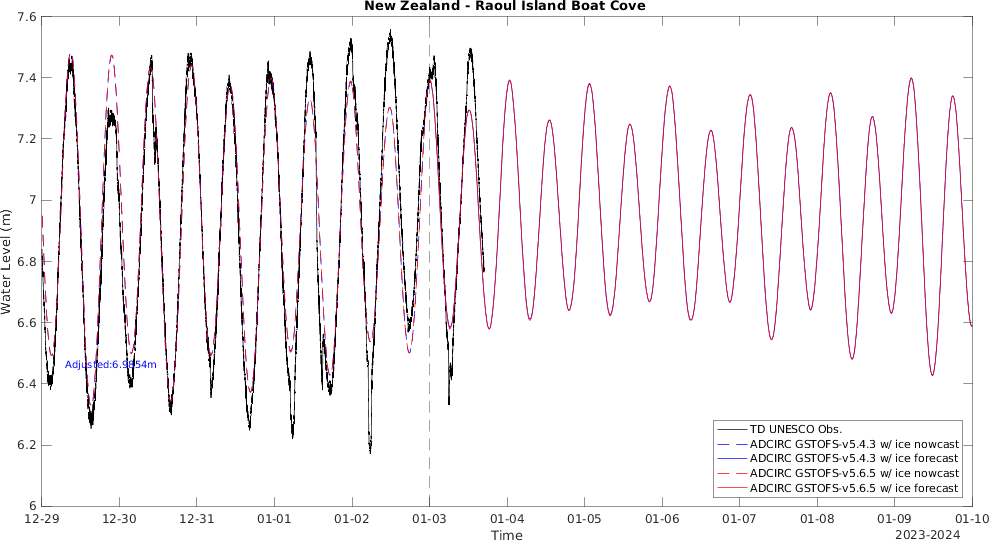 New Zealand - Raoul Island Boat Cove
7.6
7.4
7.2
7
6.8
6.6
6.4
6.2
6
Water Level (m)
Adjusted:6.9854m
TD UNESCO Obs.
ADCIRC GSTOFS-v5.4.3 w/ ice nowcast
ADCIRC GSTOFS-v5.4.3 w/ ice forecast
ADCIRC GSTOFS-v5.6.5 w/ ice nowcast
ADCIRC GSTOFS-v5.6.5 w/ ice forecast
12-29 12-30 12-31 01-01 01-02 01-03 01-04 01-05 01-06 01-07 01-08 01-09 01-10
Time
2023-2024